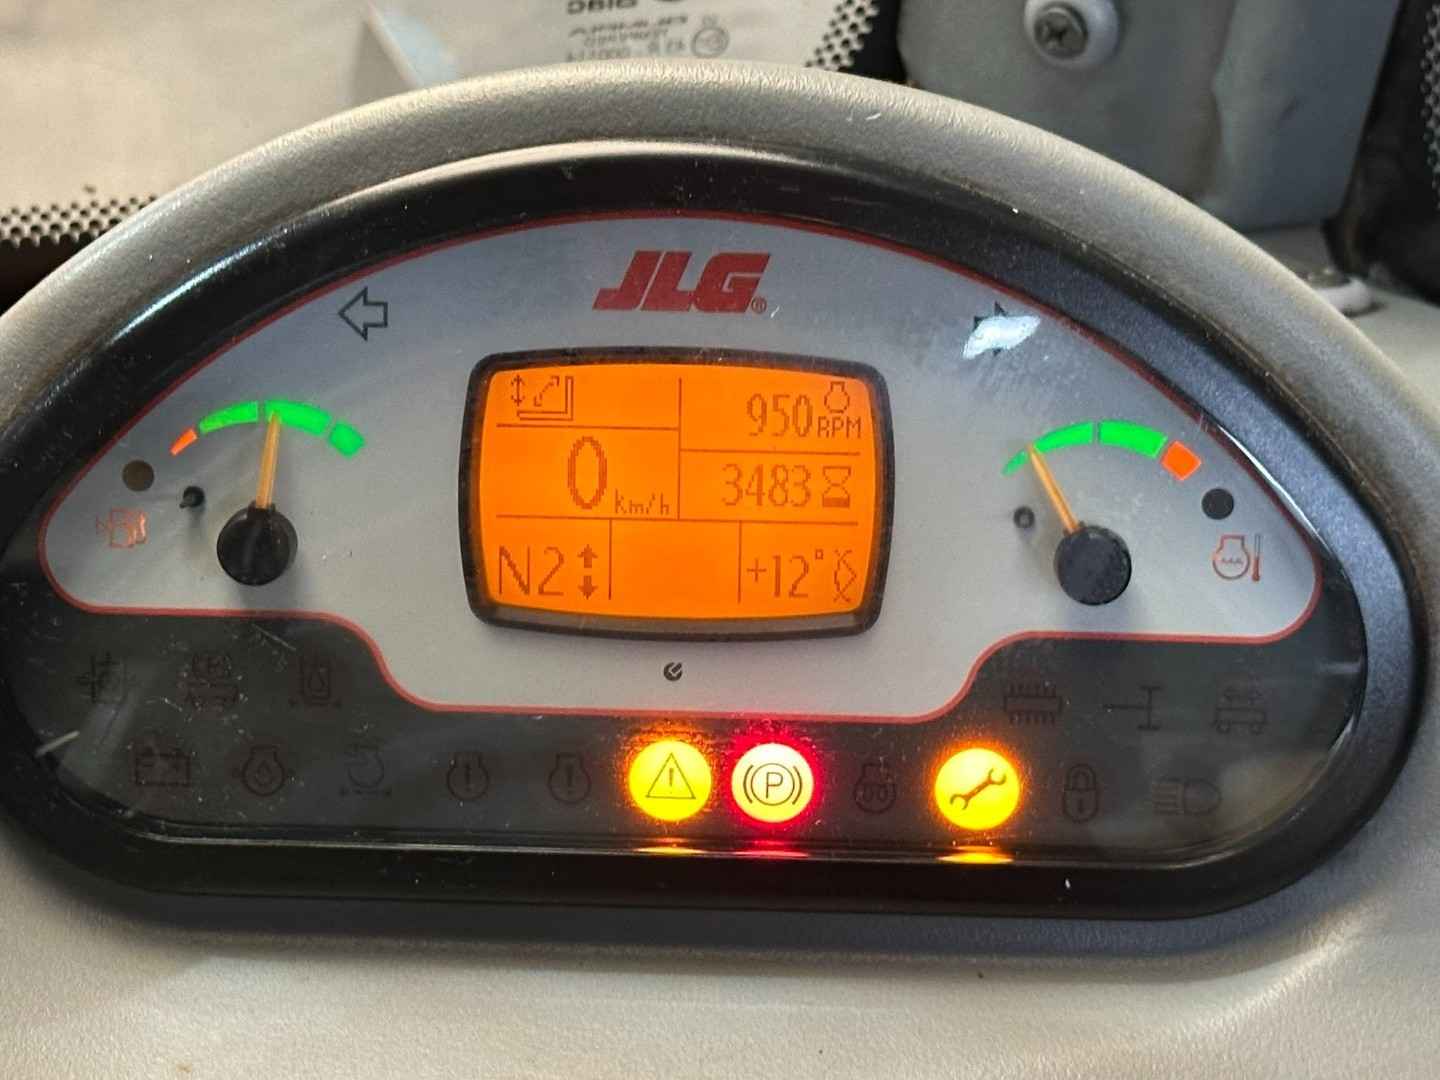 JLG®
950 RPM
3483
0 km/h
N2
+12°
(P)